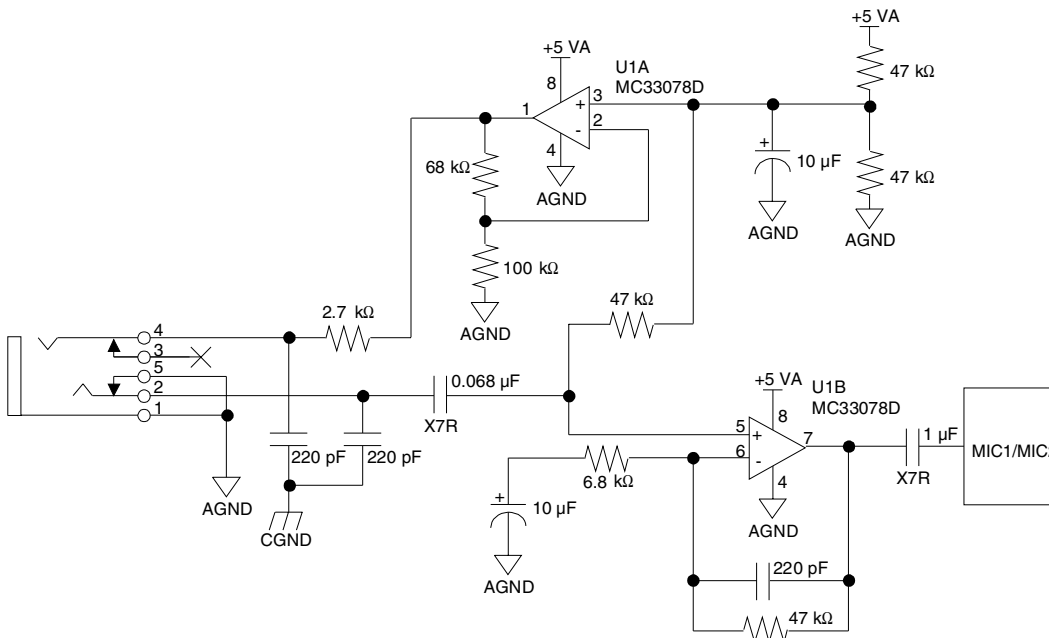 +5 VA
+5 VA
U1A
MC33078D
47 kΩ
8
1
3
+
2
-
4
AGND
68 kΩ
+
10 µF
47 kΩ
AGND
AGND
100 kΩ
AGND
2.7 kΩ
47 kΩ
4
3
5
2
1
0.068 µF
X7R
+5 VA
U1B
MC33078D
8
5
+
6
-
7
4
AGND
1 µF
X7R
MIC1/MIC
220 pF
220 pF
AGND
CGND
6.8 kΩ
+
10 µF
AGND
220 pF
47 kΩ